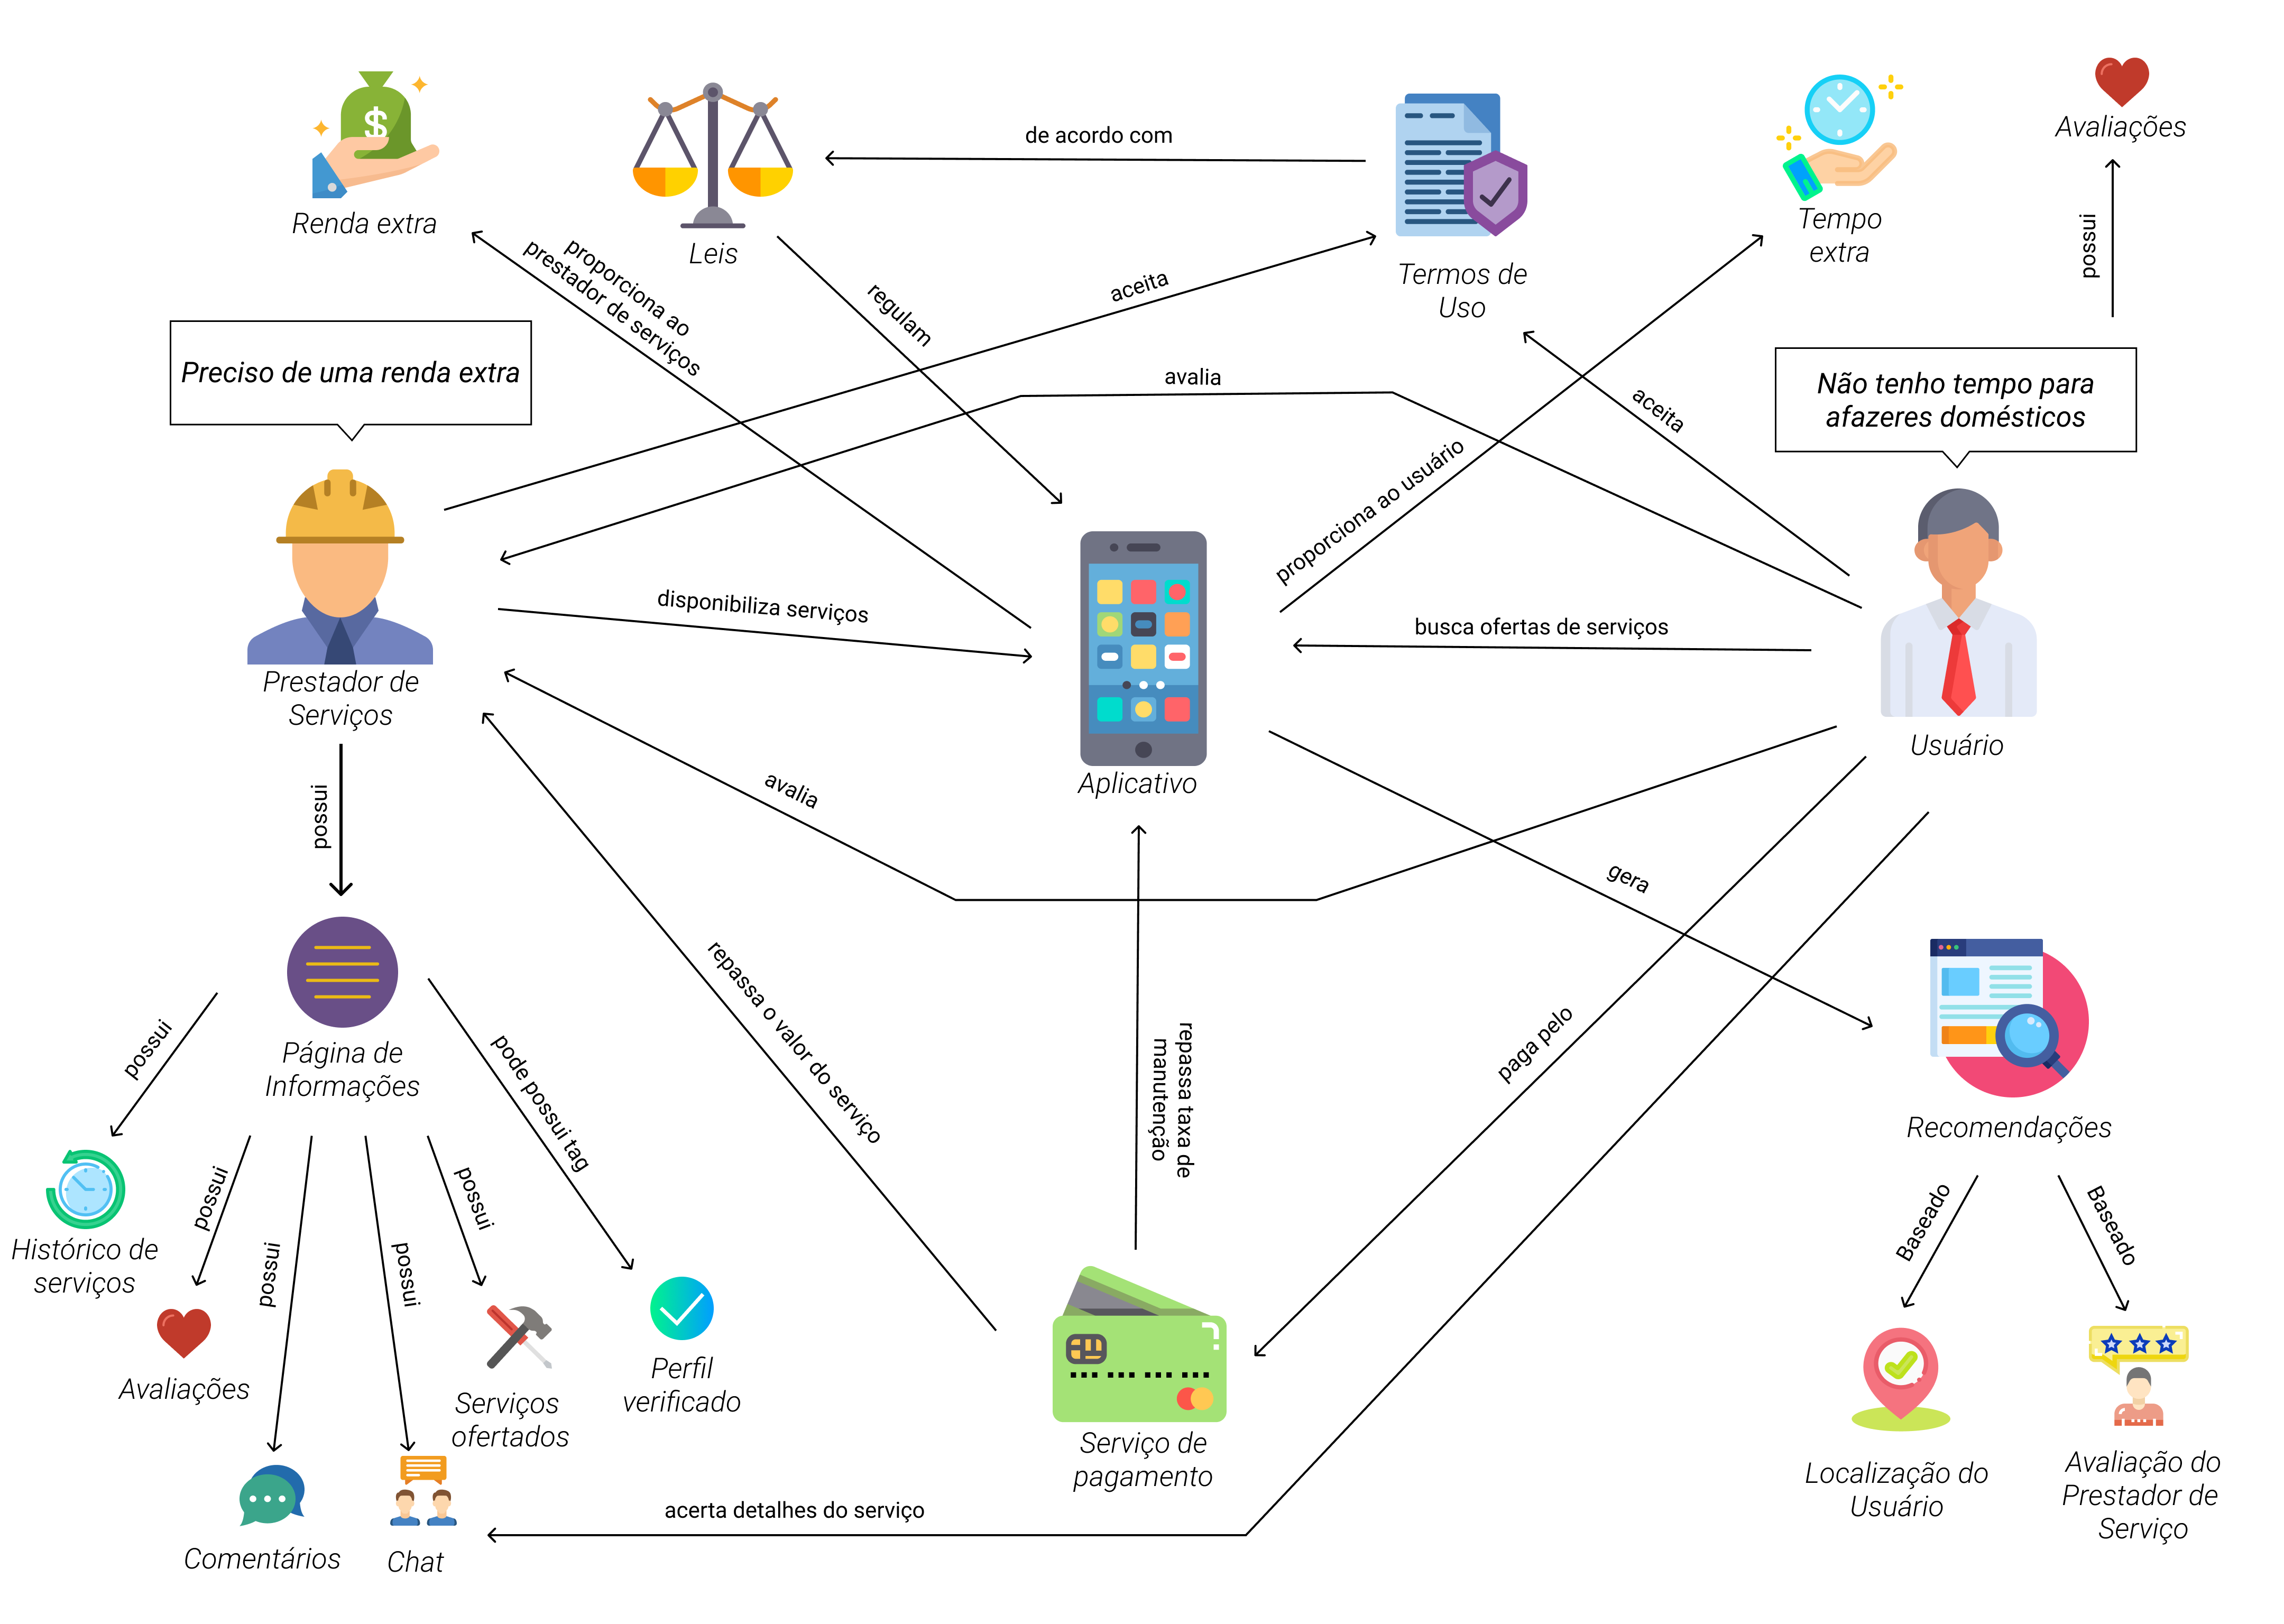 Avaliações
de acordo com
Renda extra
Leis
Termos de
Uso
Tempo
extra
possui
proporciona ao
prestador de serviços
regulam
aceita
Preciso de uma renda extra
avalia
aceita
Não tenho tempo para
afazeres domésticos
proporciona ao usuário
disponibiliza serviços
busca ofertas de serviços
Prestador de
Serviços
Aplicativo
Usuário
possui
avalia
gera
repassa o valor do serviço
repassa taxa de
manutenção
paga pelo
Página de
Informações
possui
pode possui tag
Recomendações
possui
possui
possui
possui
Baseado
Baseado
Histórico de
serviços
Avaliações
Serviços
ofertados
Perfil
verificado
$
Serviço de
pagamento
Localização do
Usuário
Avaliação do
Prestador de
Serviço
acerta detalhes do serviço
Comentários
Chat